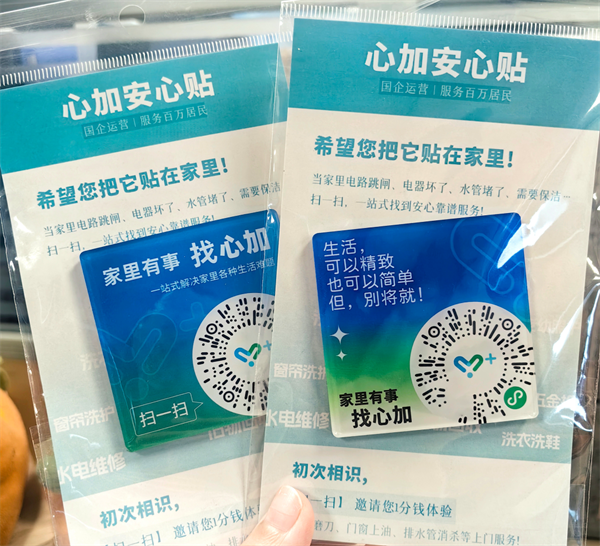 心加安心贴
国企运营 | 服务百万居民
希望您把它贴在家里!
当家里电路跳闸、电器坏了、水管堵了、需要保洁
扫一扫,一站式找到安心靠谱服务!
家里有事 找心加
一站式解决家里各种生活难题
扫一扫
窗帘洗护
水电维修
初次相识,
扫一扫】 邀请您1分钱体验
心加安心贴
国企运营 | 服务百万居民
希望您把它贴在家里!
当家里电路跳闸、电器坏了、水管堵了、需要保洁
扫一扫,一站式找到安心靠谱服务!
生活,
可以精致
也可以简单
但,别将就!
家里有事
找心加
水电维修
洗衣洗鞋
初次相识,
扫一扫】 邀请您1分钱体验
磨刀、门窗上油、排水管消杀等上门服务!